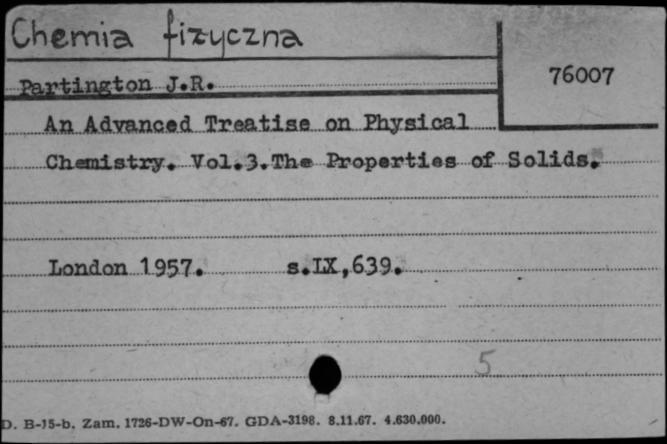 Chemia fizyczna
Partington J.R.
76007
An Advanced Treatise on Physical
Chemistry. Vol.3.The Properties of Solids.
London 1957. s.IX,639.
5
D. B-15-b. Zam. 1726-DW-On-67. GDA-3198. 8.11.67. 4.630.000.